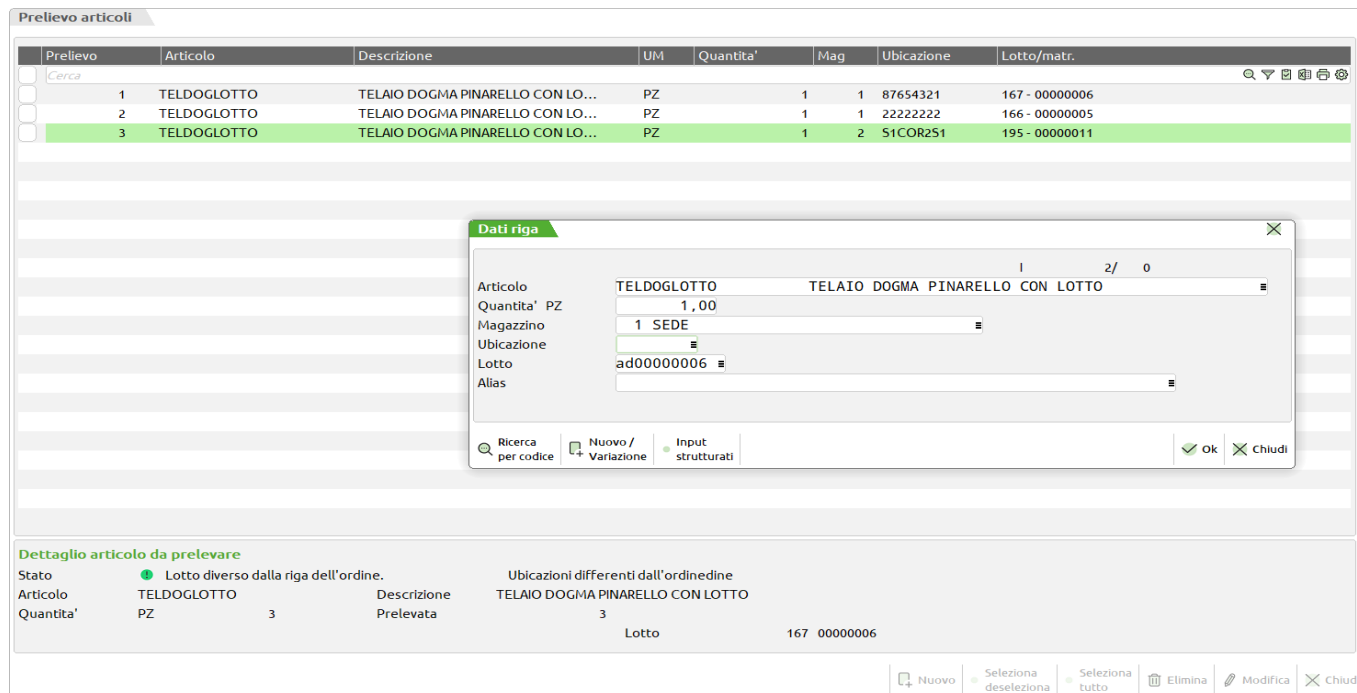 Prelievo articoli
Prelievo Articolo Descrizione UM Quantita' Mag Ubicazione Lotto/matr.
Cerca
1 TELDOGLOTTO TELAIO DOGMA PINARELLO CON LO... PZ 1 1 87654321 167 - 00000006
2 TELDOGLOTTO TELAIO DOGMA PINARELLO CON LO... PZ 1 1 22222222 166 - 00000005
3 TELDOGLOTTO TELAIO DOGMA PINARELLO CON LO... PZ 1 2 S1COR2S1 195 - 00000011
Dati riga
l 2/ 0
Articolo TELDOGLOTTO TELAIO DOGMA PINARELLO CON LOTTO
Quantita' PZ 1,00
Magazzino 1 SEDE
Ubicazione
Lotto ad00000006
Alias
Ricerca per codice Nuovo / Variazione Input strutturati Ok Chiudi
Dettaglio articolo da prelevare
Stato Lotto diverso dalla riga dell'ordine. Ubicazioni differenti dall'ordinedine
Articolo TELDOGLOTTO Descrizione TELAIO DOGMA PINARELLO CON LOTTO
Quantita' PZ 3 Prelevata 3
Lotto 167 00000006
Nuovo Seleziona deseleziona Seleziona tutto Elimina Modifica Chiud